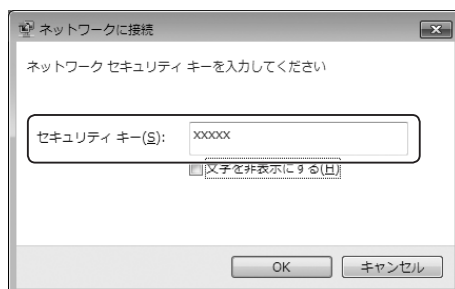 ネットワークに接続
ネットワーク セキュリティ キーを入力してください
セキュリティ キー(S): xxxxx
文字を非表示にする(H)
OK キャンセル